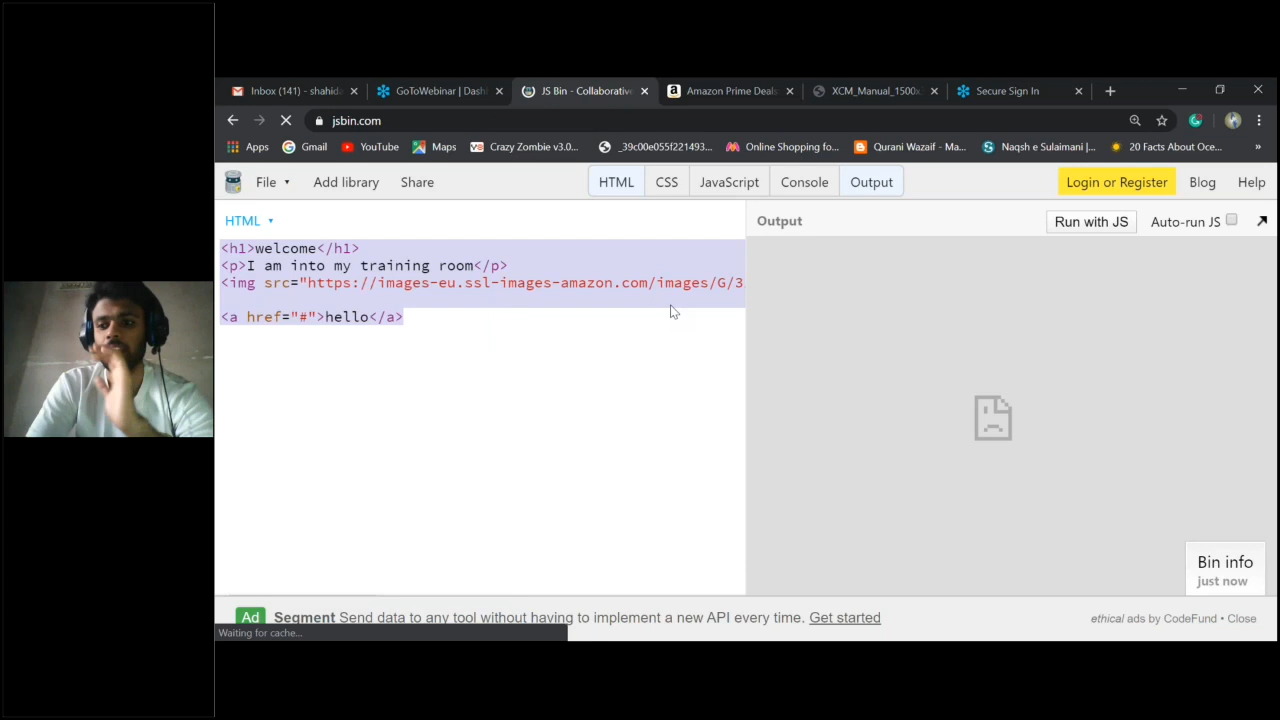 Inbox (141) - shahida
GoToWebinar | Dash
JS Bin - Collaborative
Amazon Prime Deals
XCM_Manual_1500x
Secure Sign In
jsbin.com
Apps
Gmail
YouTube
Maps
Crazy Zombie v3.0...
_39c00e055f221493...
Online Shopping fo...
Qurani Wazaif - Ma...
Naqsh e Sulaimani |...
20 Facts About Oce...
»
File
Add library
Share
HTML
CSS
JavaScript
Console
Output
Login or Register
Blog
Help
HTML
Output
Run with JS
Auto-run JS
<h1>welcome</h1>
<p>I am into my training room</p>
<img src="https://images-eu.ssl-images-amazon.com/images/G/3
<a href="#">hello</a>
Bin info
just now
Ad Segment Send data to any tool without having to implement a new API every time. Get started
ethical ads by CodeFund • Close
Waiting for cache...